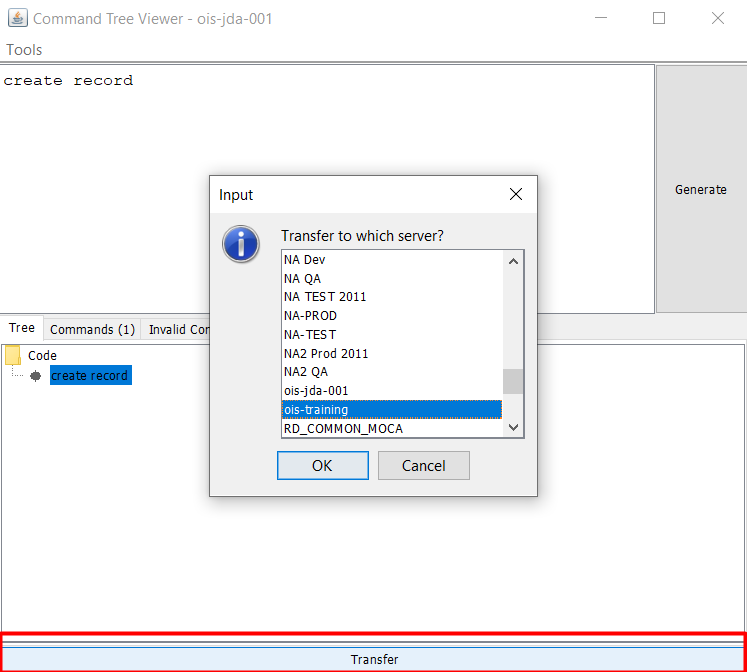 Command Tree Viewer - ois-jda-001
Tools
create record
Generate
Input
Transfer to which server?
NA Dev
NA QA
NA TEST 2011
NA-PROD
NA-TEST
NA2 Prod 2011
NA2 QA
ois-jda-001
ois-training
RD_COMMON_MOCA
OK Cancel
Tree Commands (1) Invalid
Code
create record
Transfer